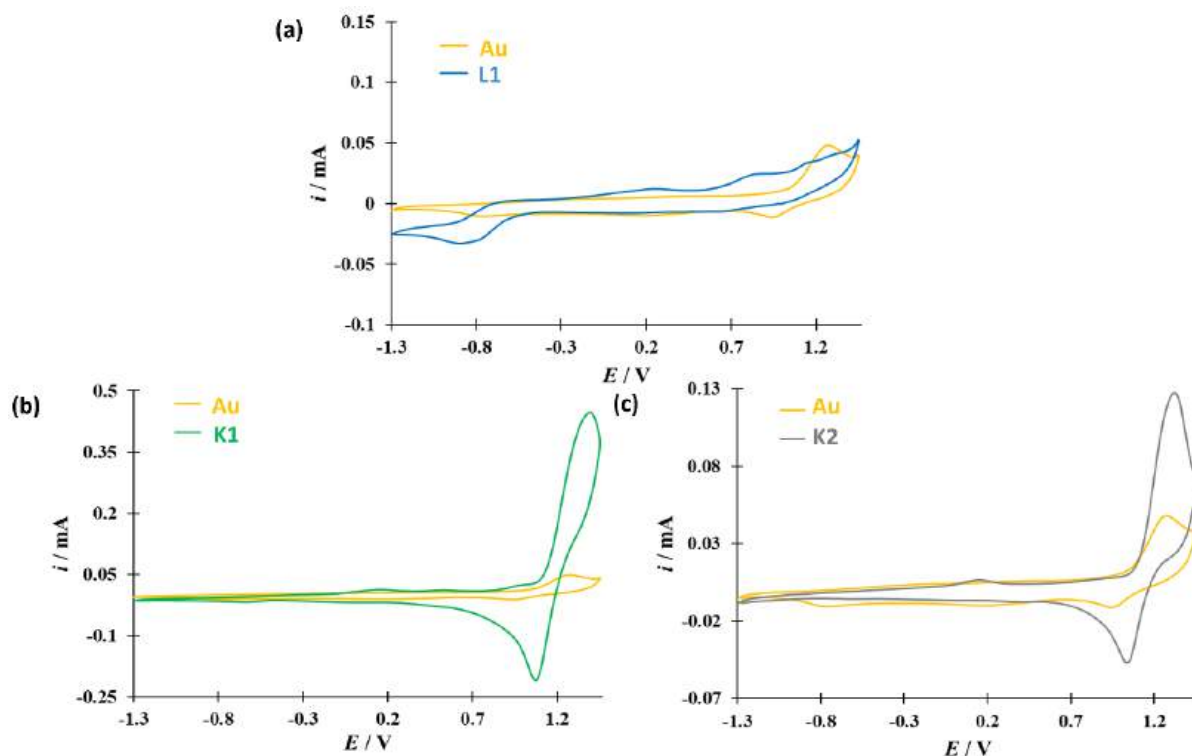 (a)
Au
L1
0.15
0.1
0.05
0
-0.05
-0.1
i / mA
-1.3 -0.8 -0.3 0.2 0.7 1.2
E / V
(b)
Au
K1
0.5
0.35
0.2
0.05
-0.1
-0.25
i / mA
-1.3 -0.8 -0.3 0.2 0.7 1.2
E / V
(c)
Au
K2
0.13
0.08
0.03
-0.02
-0.07
i / mA
-1.3 -0.8 -0.3 0.2 0.7 1.2
E / V